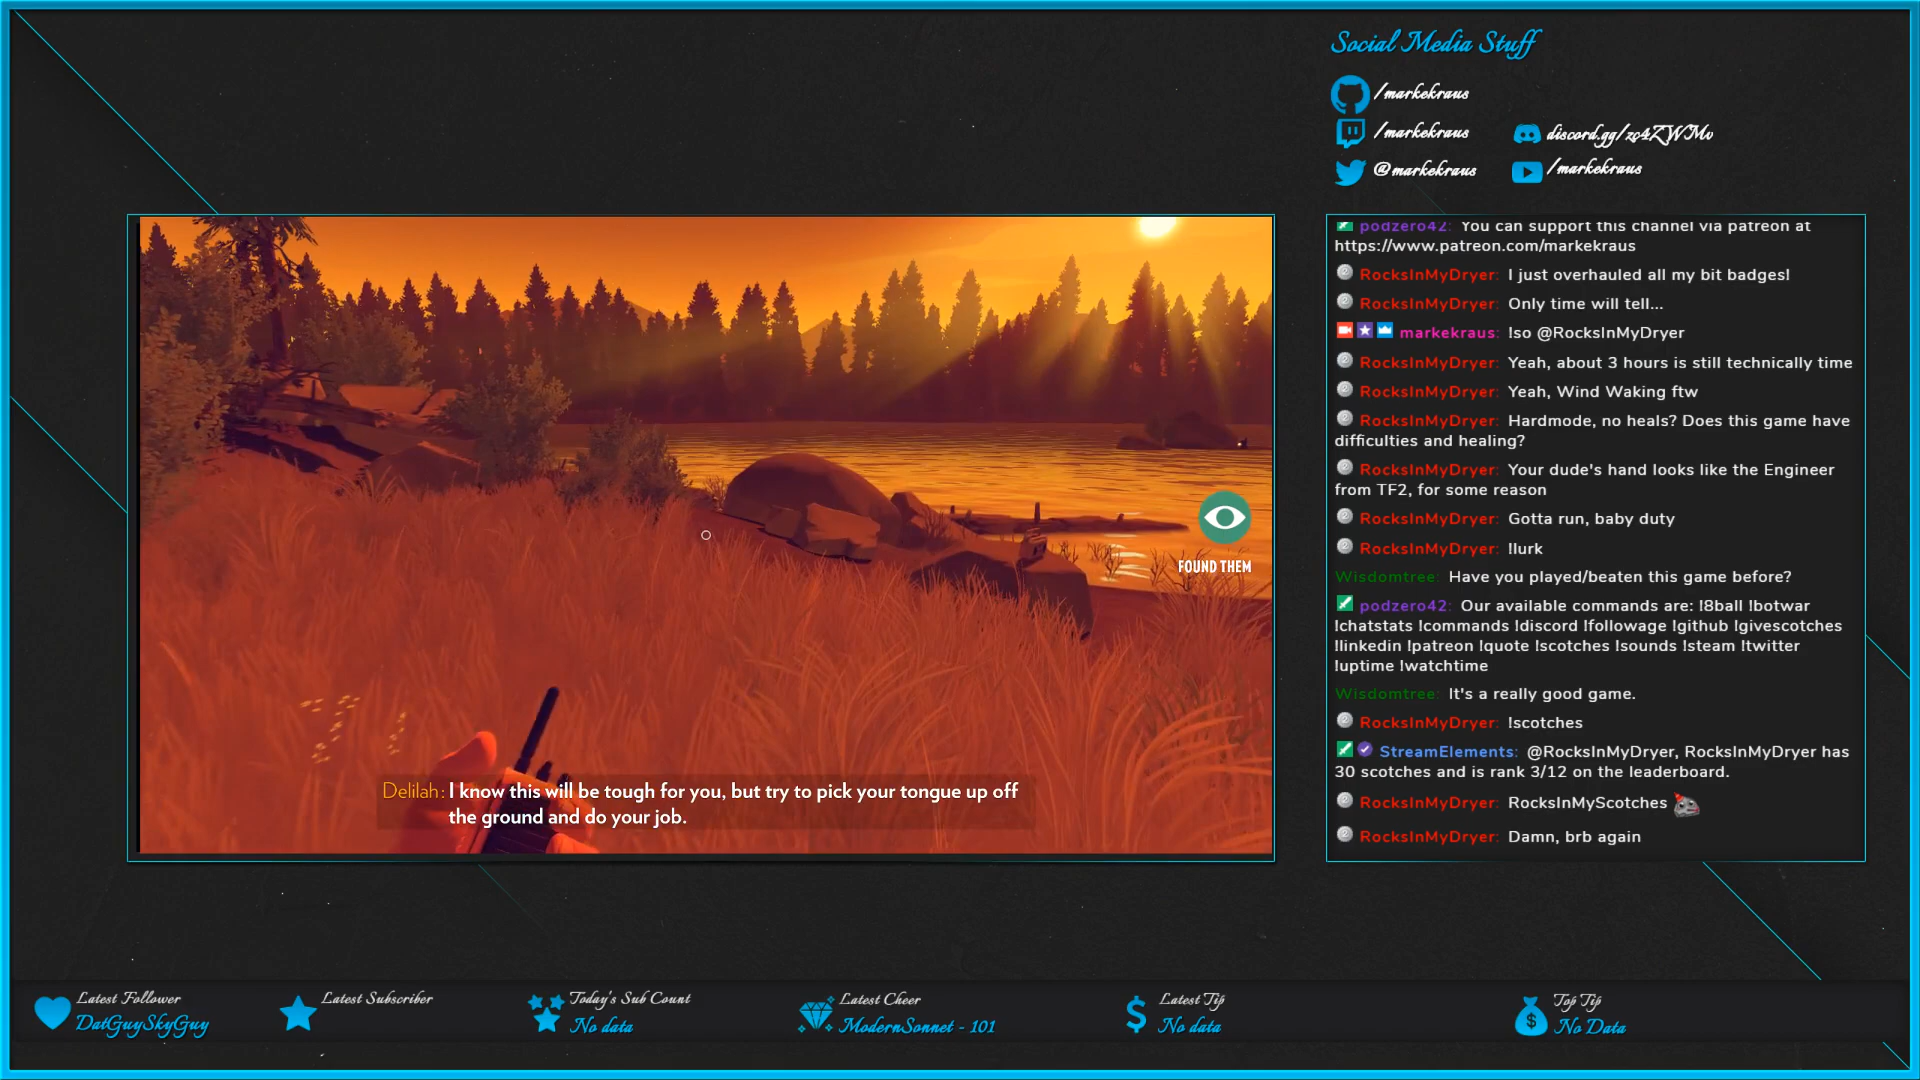 Social Media Stuff
/markekraus
/markekraus
discord.gg/zc4ZWMv
@markekraus
/markekraus
podzero42: You can support this channel via patreon at
https://www.patreon.com/markekraus
RocksInMyDryer: I just overhauled all my bit badges!
RocksInMyDryer: Only time will tell...
markekraus: !so @RocksInMyDryer
RocksInMyDryer: Yeah, about 3 hours is still technically time
RocksInMyDryer: Yeah, Wind Waking ftw
RocksInMyDryer: Hardmode, no heals? Does this game have
difficulties and healing?
RocksInMyDryer: Your dude's hand looks like the Engineer
from TF2, for some reason
RocksInMyDryer: Gotta run, baby duty
RocksInMyDryer: !lurk
Wisdomtree: Have you played/beaten this game before?
podzero42: Our available commands are: !8ball !botwar
!chatstats !commands !discord !followage !github !givescotches
!linkedin !patreon !quote !scotches !sounds !steam !twitter
!uptime !watchtime
Wisdomtree: It's a really good game.
RocksInMyDryer: !scotches
StreamElements: @RocksInMyDryer, RocksInMyDryer has
30 scotches and is rank 3/12 on the leaderboard.
RocksInMyDryer: RocksInMyScotches
RocksInMyDryer: Damn, brb again
FOUND THEM
Delilah: I know this will be tough for you, but try to pick your tongue up off
the ground and do your job.
Latest Follower
DatGuySkyGuy
Latest Subscriber
Today's Sub Count
No data
Latest Cheer
ModernSonnet - 101
Latest Tip
No data
Top Tip
No Data